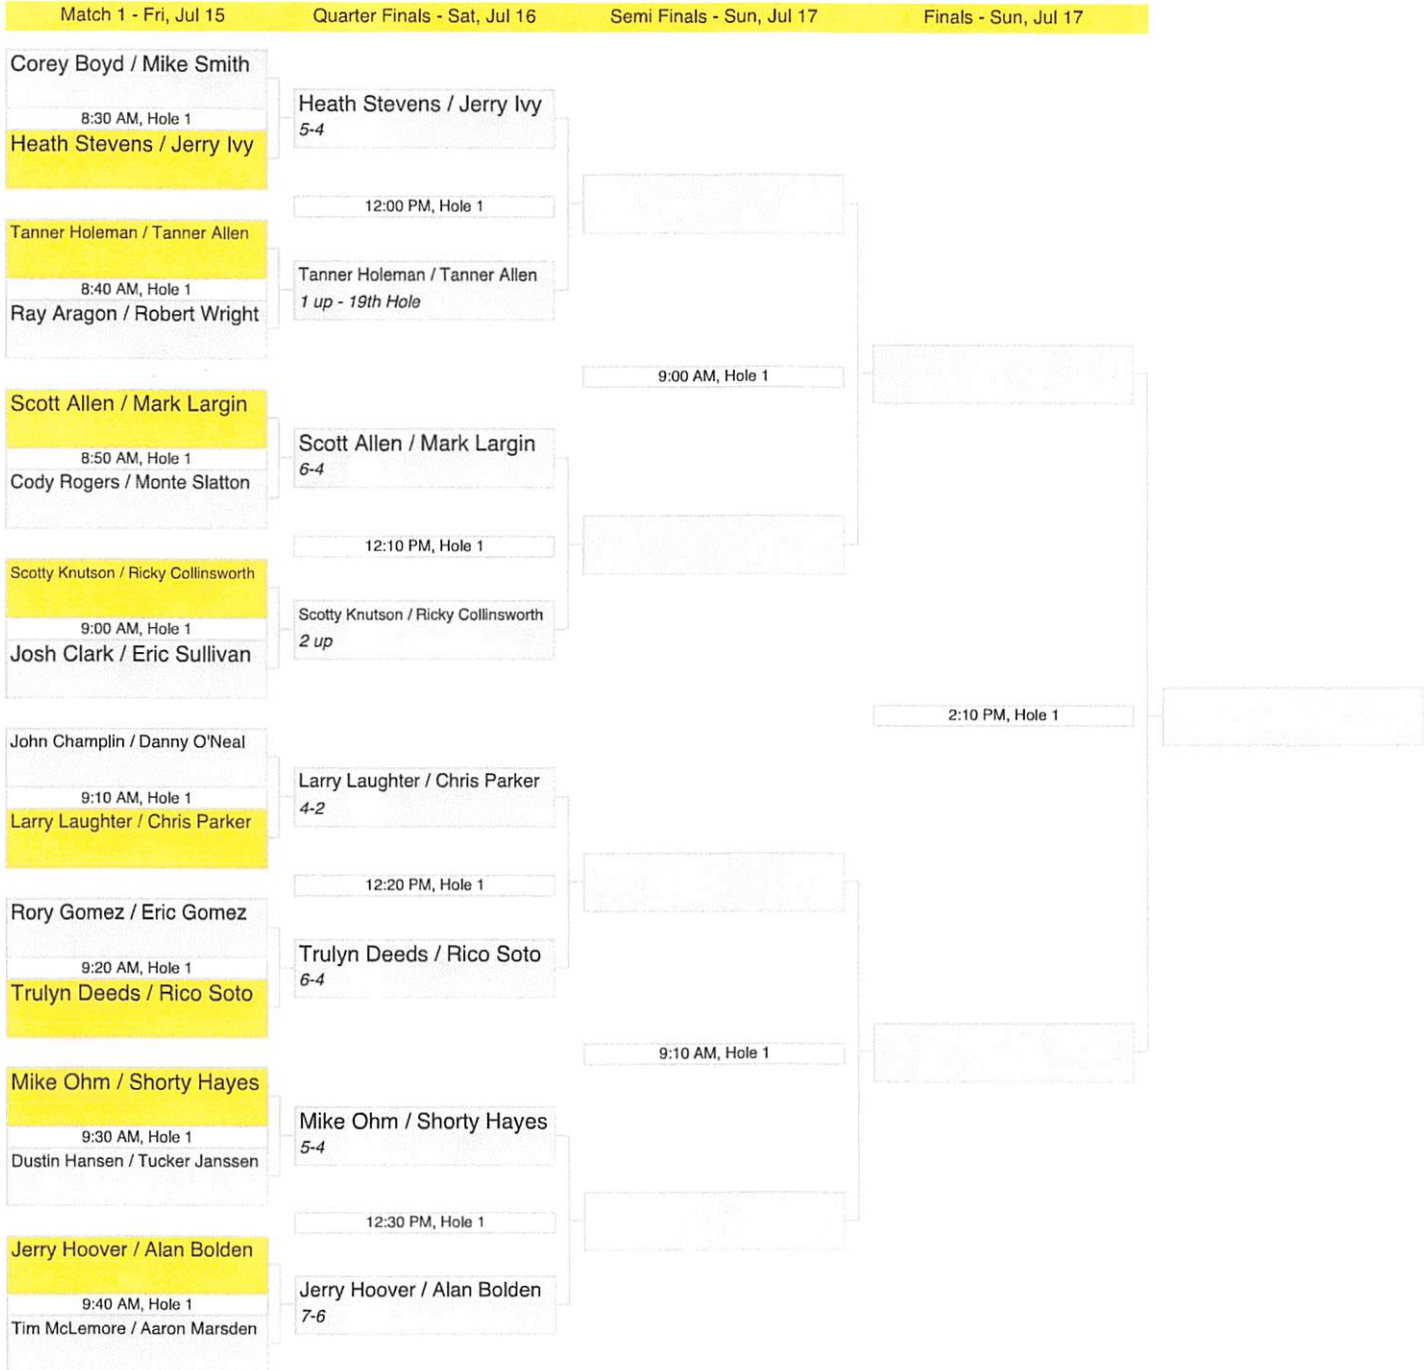 Match 1 - Fri, Jul 15
Quarter Finals - Sat, Jul 16
Semi Finals - Sun, Jul 17
Finals - Sun, Jul 17
Corey Boyd / Mike Smith
8:30 AM, Hole 1
Heath Stevens / Jerry Ivy
Tanner Holeman / Tanner Allen
8:40 AM, Hole 1
Ray Aragon / Robert Wright
Scott Allen / Mark Largin
8:50 AM, Hole 1
Cody Rogers / Monte Slatton
Scotty Knutson / Ricky Collinsworth
9:00 AM, Hole 1
Josh Clark / Eric Sullivan
John Champlin / Danny O'Neal
9:10 AM, Hole 1
Larry Laughter / Chris Parker
Rory Gomez / Eric Gomez
9:20 AM, Hole 1
Trulyn Deeds / Rico Soto
Mike Ohm / Shorty Hayes
9:30 AM, Hole 1
Dustin Hansen / Tucker Janssen
Jerry Hoover / Alan Bolden
9:40 AM, Hole 1
Tim McLemore / Aaron Marsden
Heath Stevens / Jerry Ivy
5-4
12:00 PM, Hole 1
Tanner Holeman / Tanner Allen
1 up - 19th Hole
Scott Allen / Mark Largin
6-4
12:10 PM, Hole 1
Scotty Knutson / Ricky Collinsworth
2 up
Larry Laughter / Chris Parker
4-2
12:20 PM, Hole 1
Trulyn Deeds / Rico Soto
6-4
Mike Ohm / Shorty Hayes
5-4
12:30 PM, Hole 1
Jerry Hoover / Alan Bolden
7-6
9:00 AM, Hole 1
9:10 AM, Hole 1
2:10 PM, Hole 1